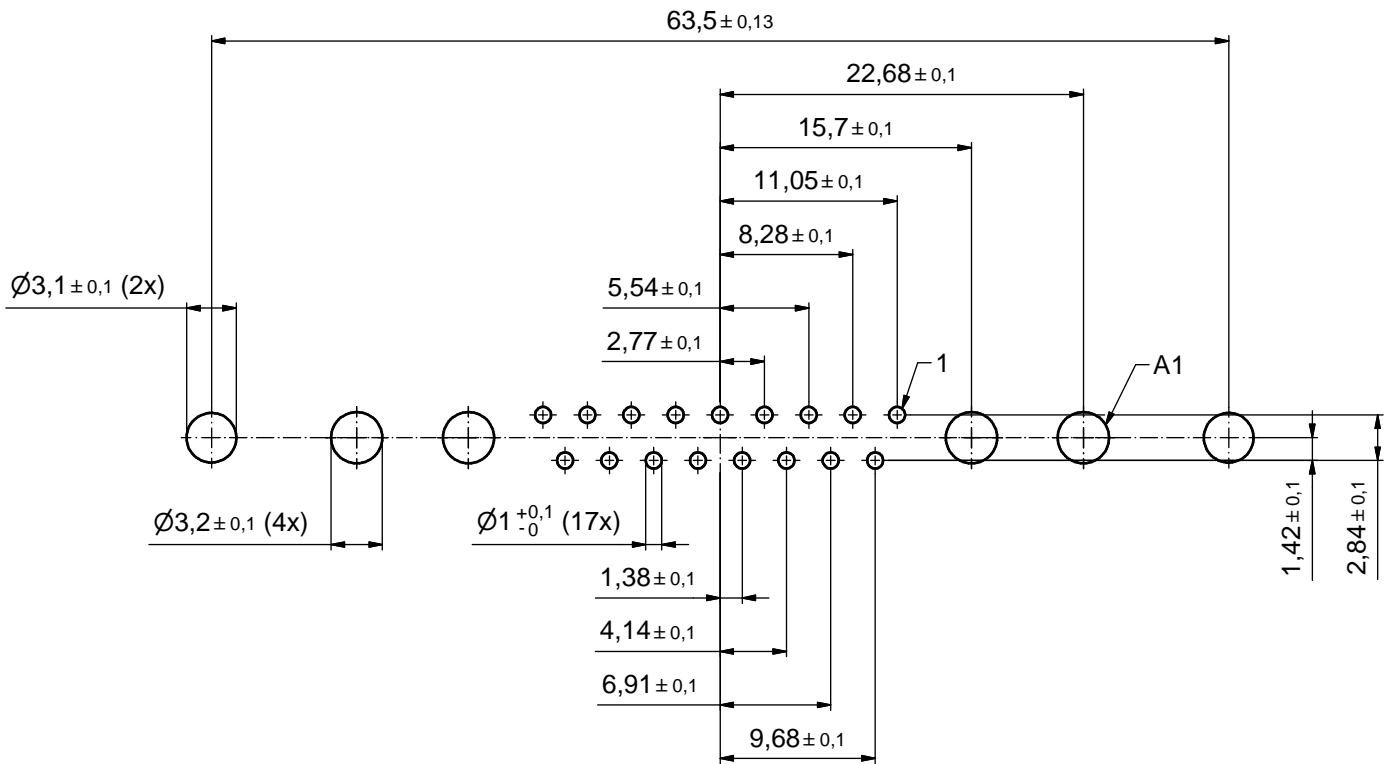 63,5 ± 0,13
22,68 ± 0,1
15,7 ± 0,1
11,05 ± 0,1
8,28 ± 0,1
Ø3,1 ± 0,1 (2x)
5,54 ± 0,1
2,77 ± 0,1
1
A1
Ø3,2 ± 0,1 (4x)
Ø1 +0,1 -0 (17x)
1,42 ± 0,1
2,84 ± 0,1
1,38 ± 0,1
4,14 ± 0,1
6,91 ± 0,1
9,68 ± 0,1